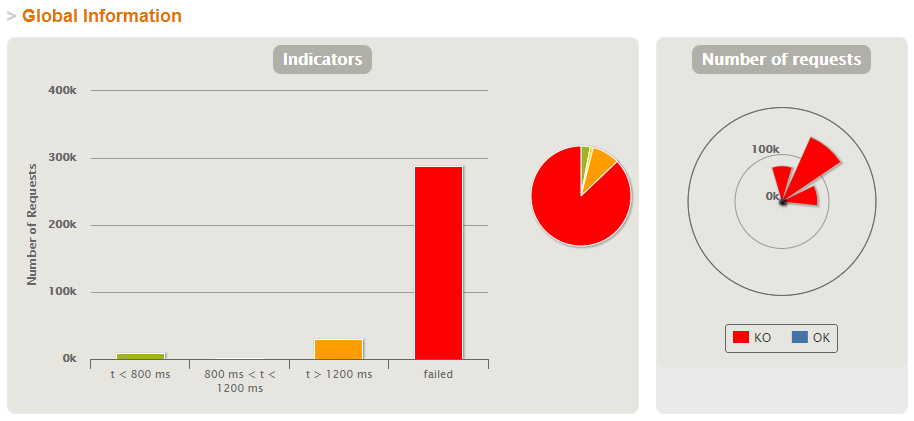 > Global Information
Indicators
Number of requests
400k
300k
200k
100k
0k
Number of Requests
t < 800 ms
800 ms < t <
1200 ms
t > 1200 ms
failed
100k
0k
KO
OK